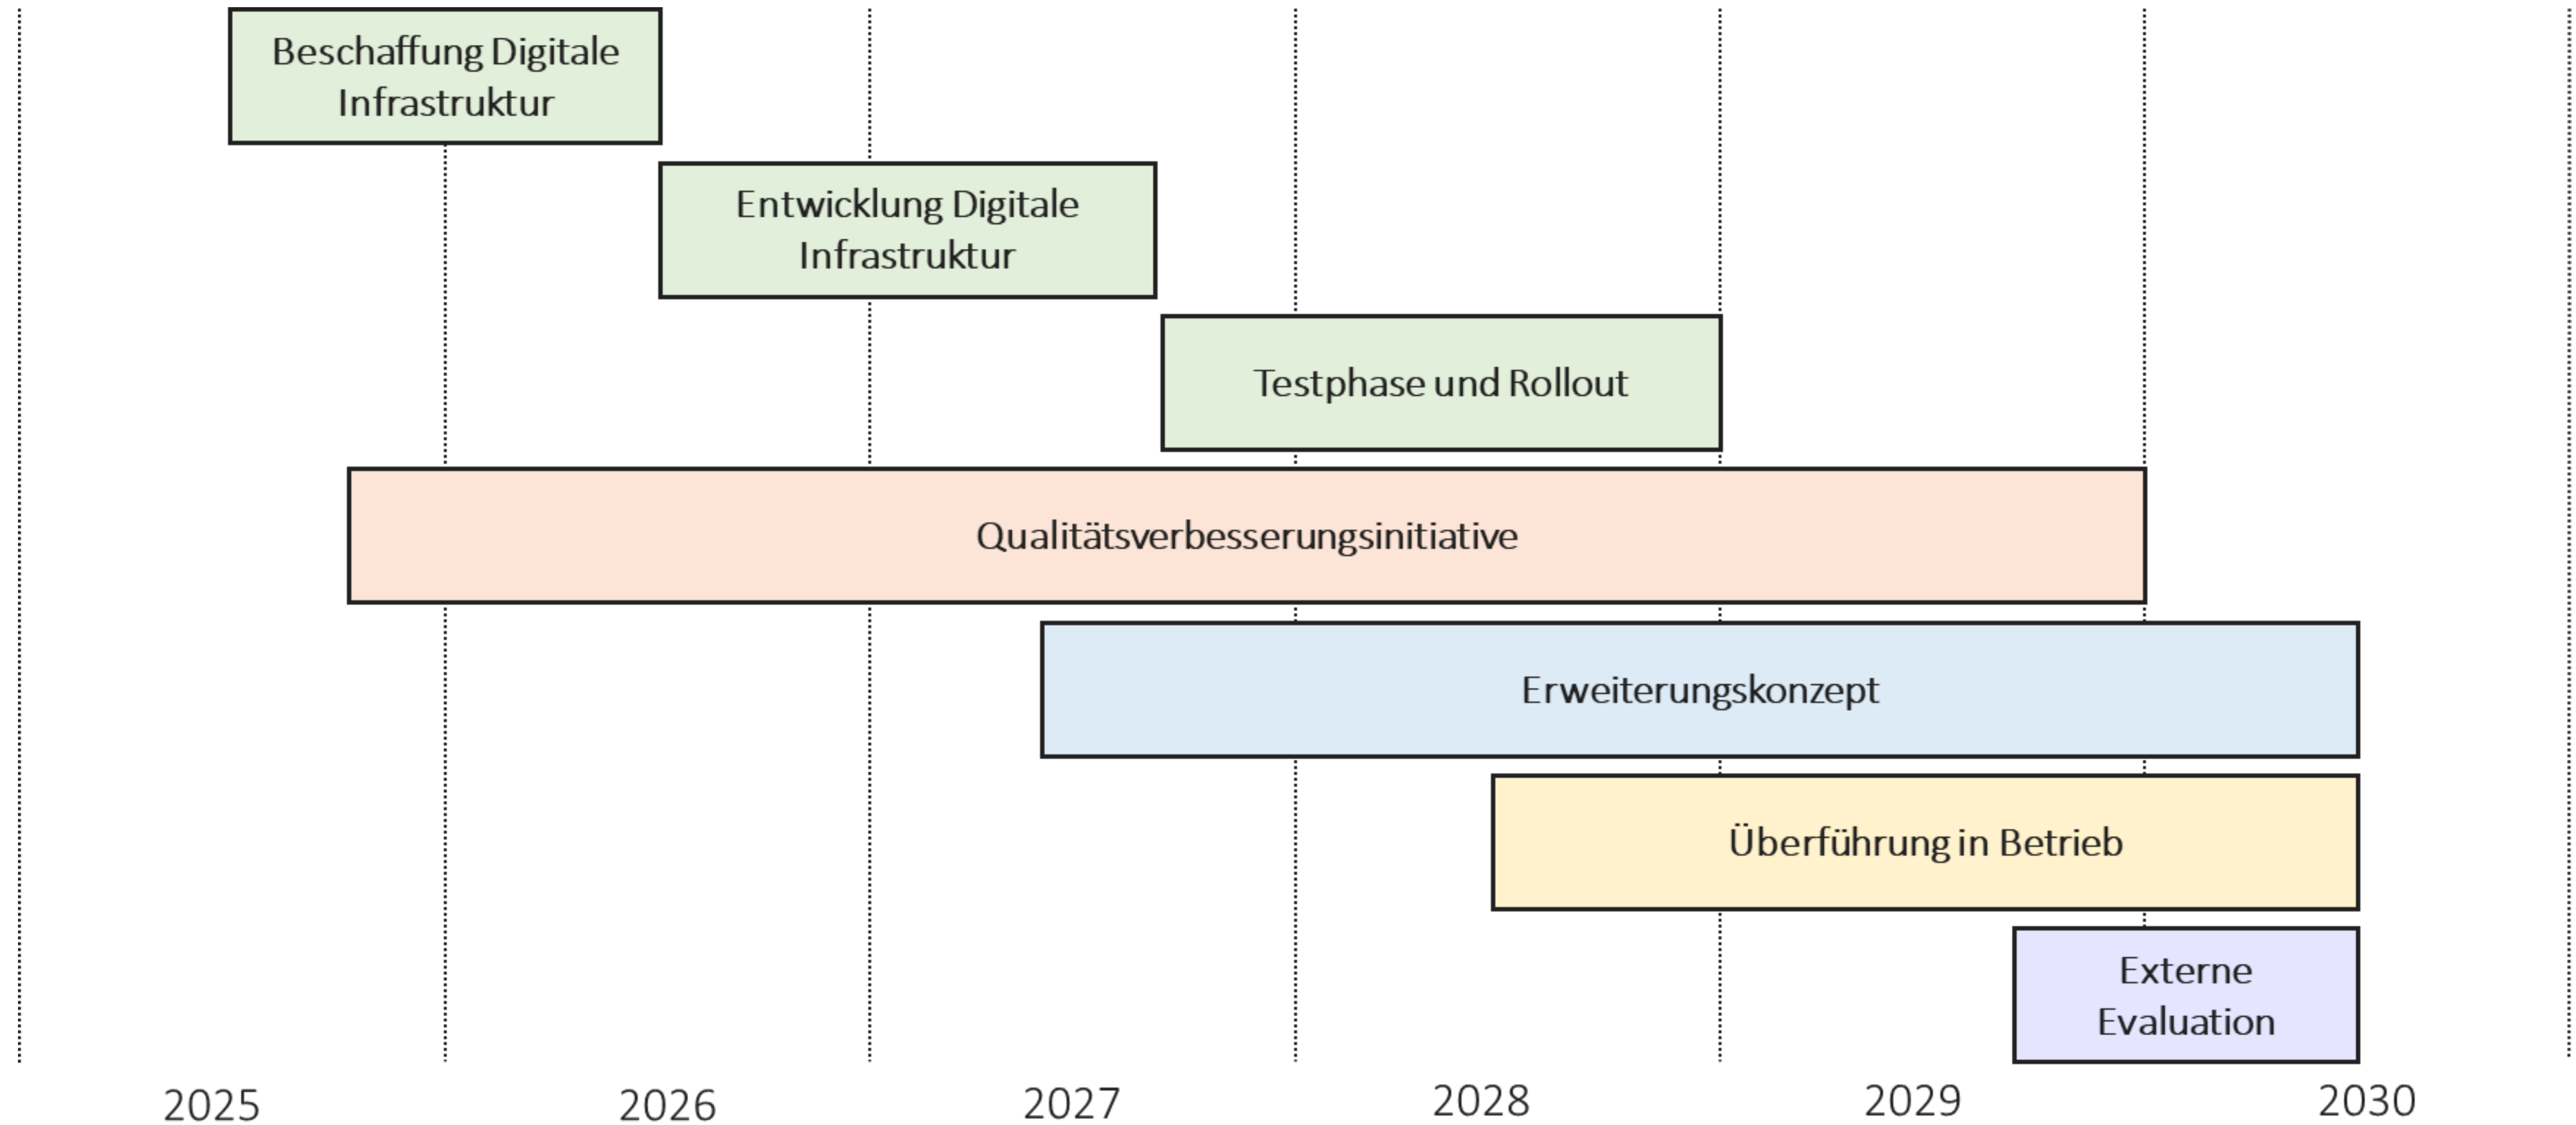 Beschaffung Digitale
Infrastruktur
Entwicklung Digitale
Infrastruktur
Testphase und Rollout
Qualitätsverbesserungsinitiative
Erweiterungskonzept
Überführung in Betrieb
Externe
Evaluation
2025
2026
2027
2028
2029
2030